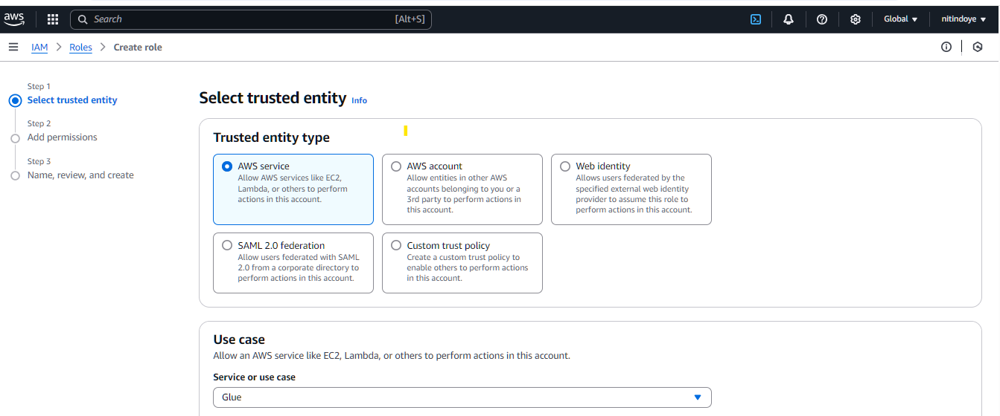 aws
Search [Alt+S] Global nitindoye
IAM Roles Create role
Step 1
Select trusted entity
Step 2
Add permissions
Step 3
Name, review, and create
Select trusted entity Info
Trusted entity type
AWS service
Allow AWS services like EC2,
Lambda, or others to perform
actions in this account.
AWS account
Allow entities in other AWS
accounts belonging to you or a
3rd party to perform actions in
this account.
Web identity
Allows users federated by the
specified external web identity
provider to assume this role to
perform actions in this account.
SAML 2.0 federation
Allow users federated with SAML
2.0 from a corporate directory to
perform actions in this account.
Custom trust policy
Create a custom trust policy to
enable others to perform actions
in this account.
Use case
Allow an AWS service like EC2, Lambda, or others to perform actions in this account.
Service or use case
Glue